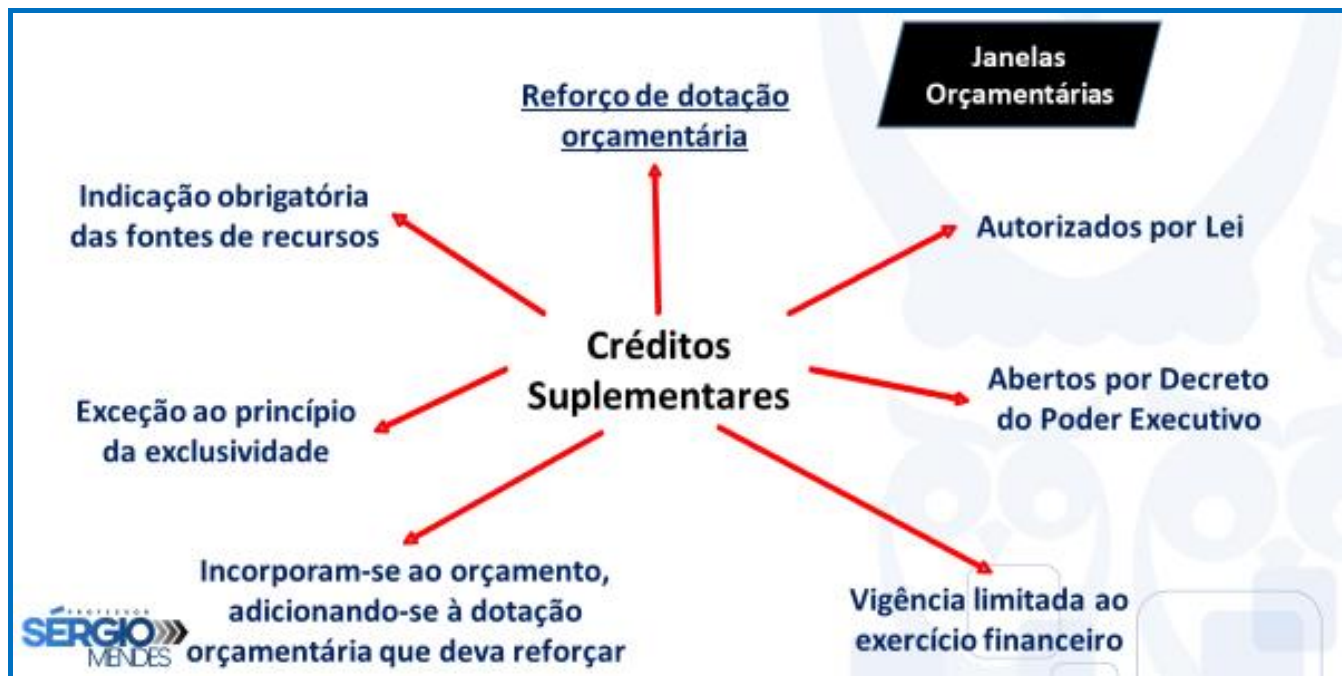 Janelas
Orçamentárias
Reforço de dotação
orçamentária
Indicação obrigatória
das fontes de recursos
Autorizados por Lei
Créditos
Suplementares
Exceção ao princípio
da exclusividade
Abertos por Decreto
do Poder Executivo
Incorporam-se ao orçamento,
adicionando-se à dotação
orçamentária que deva reforçar
Vigência limitada ao
exercício financeiro
PROFESSOR
SÉRGIO
MENDES